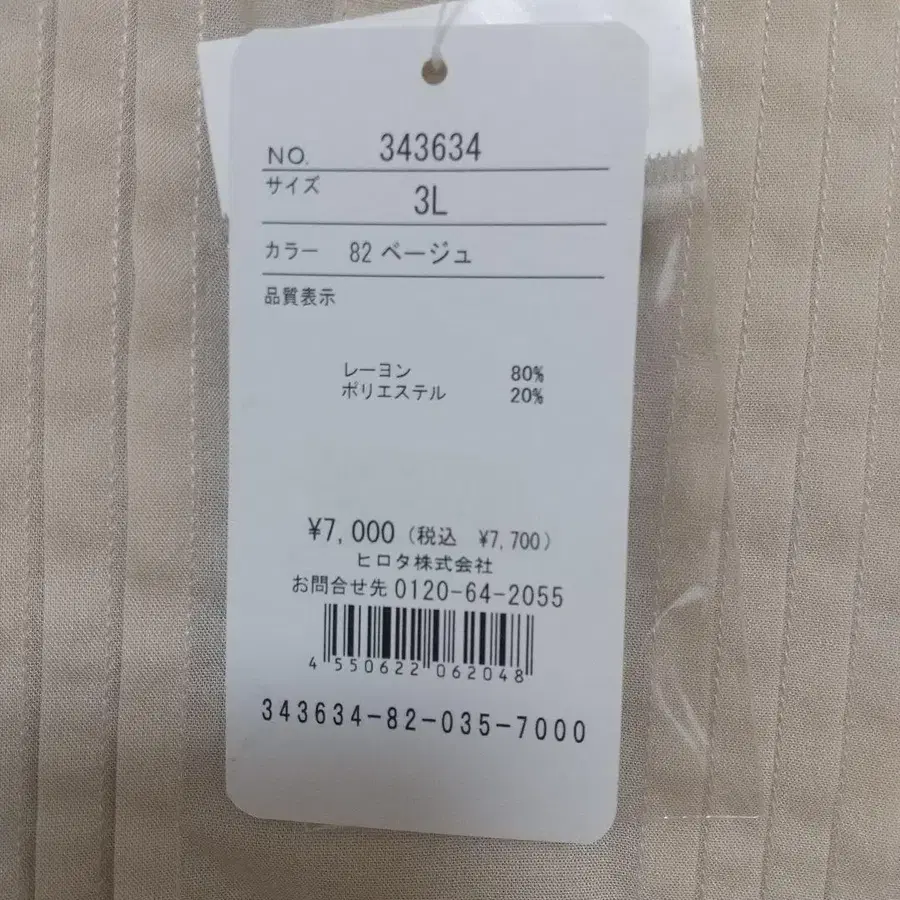 NO. 343634
サイズ 3L
カラー 82 ベージュ
品質表示
レーヨン 80%
ポリエステル 20%
¥7,000 (税込 ¥7,700)
ヒロタ株式会社
お問合せ先 0120-64-2055
4 550622 062048
343634-82-035-7000